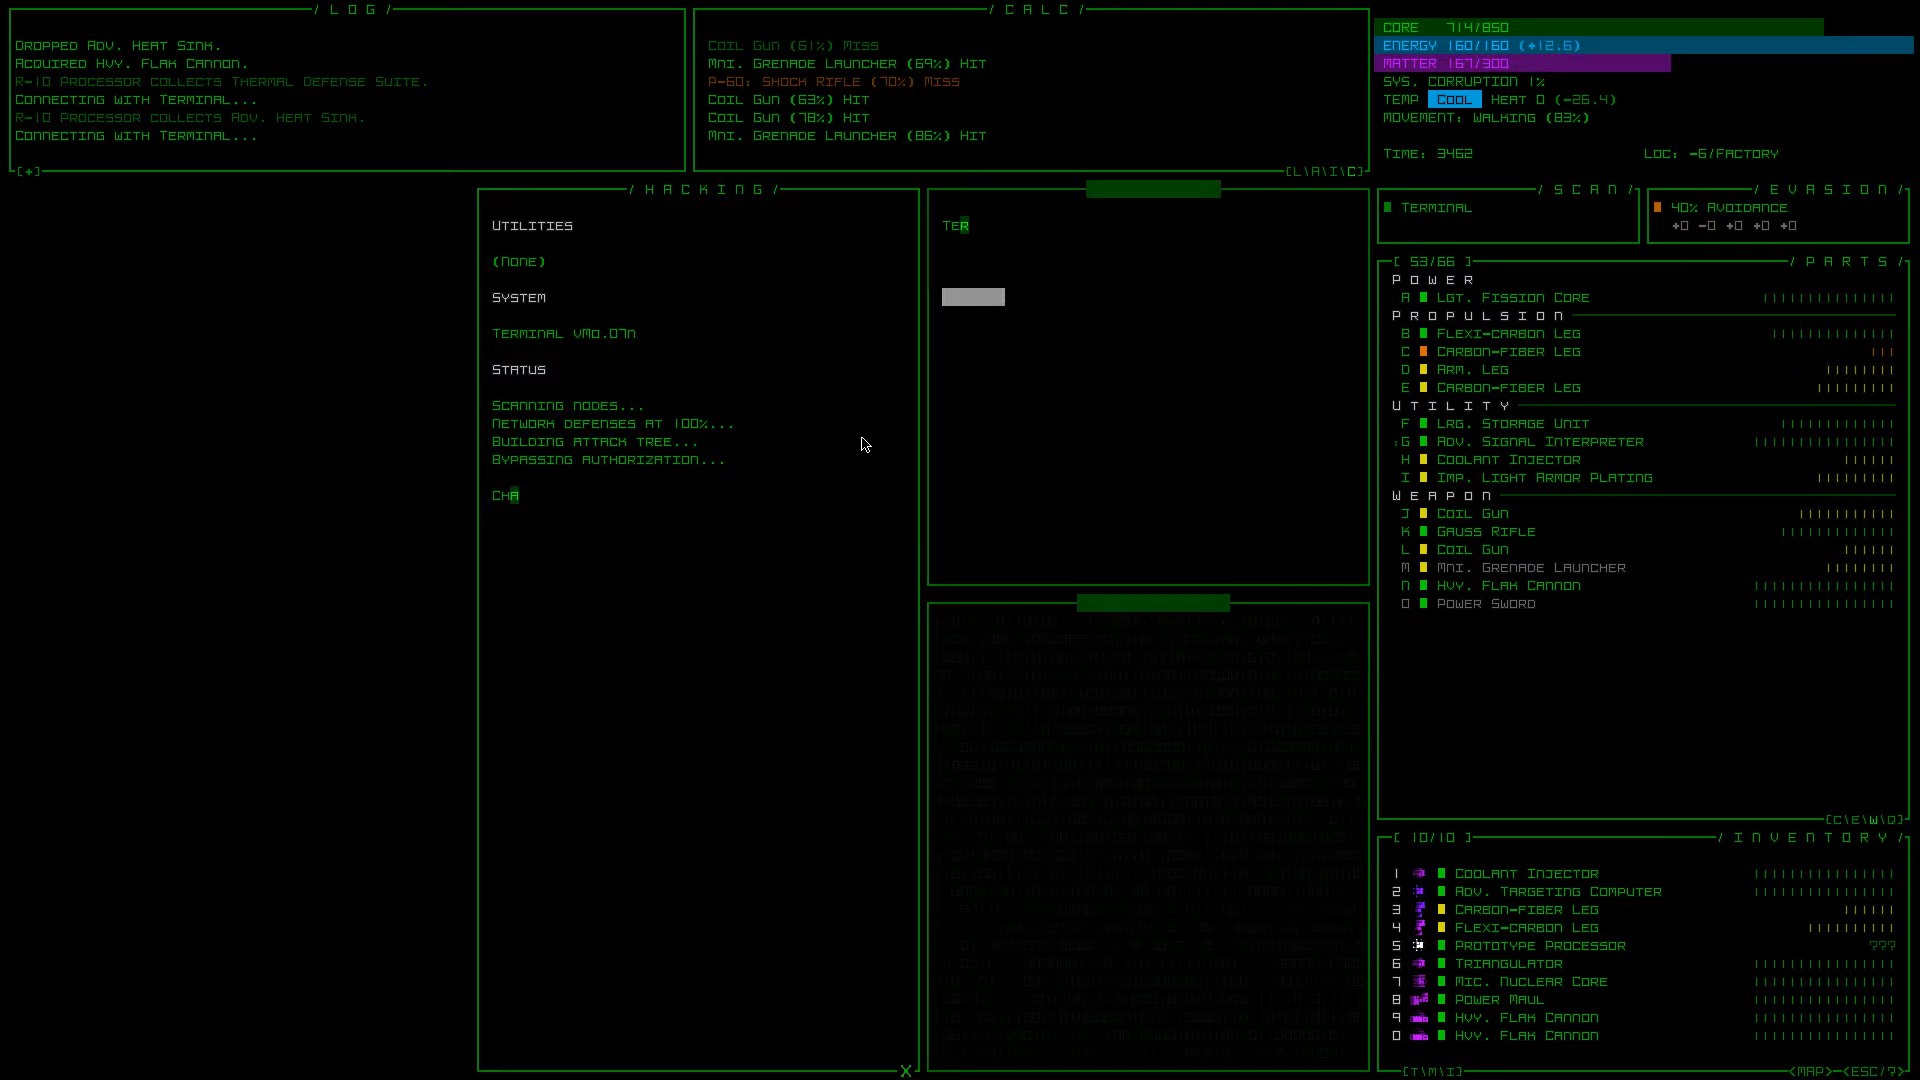 / L O G /
DROPPED ADV. HEAT SINK.
ACQUIRED HVY. FLAK CANNON.
R-10 PROCESSOR COLLECTS THERMAL DEFENSE SUITE.
CONNECTING WITH TERMINAL...
R-10 PROCESSOR COLLECTS ADV. HEAT SINK.
CONNECTING WITH TERMINAL...
[+]
/ C A L C /
COIL GUN (61%) MISS
MNI. GRENADE LAUNCHER (69%) HIT
P-60: SHOCK RIFLE (70%) MISS
COIL GUN (63%) HIT
COIL GUN (78%) HIT
MNI. GRENADE LAUNCHER (86%) HIT
[L\A\I\C]
CORE 714/850
ENERGY 160/160 (+12.6)
MATTER 167/300
SYS. CORRUPTION 1%
TEMP COOL HEAT 0 (-26.4)
MOVEMENT: WALKING (83%)
TIME: 3462 LOC: -6/FACTORY
/ S C A N /
TERMINAL
/ E V A S I O N /
40% AVOIDANCE
+0 -0 +0 +0 +0
/ H A C K I N G /
UTILITIES
(NONE)
SYSTEM
TERMINAL VM0.07N
STATUS
SCANNING NODES...
NETWORK DEFENSES AT 100%...
BUILDING ATTACK TREE...
BYPASSING AUTHORIZATION...
CHA
X
TER
[ 53/66 ] / P A R T S /
P O W E R
A LGT. FISSION CORE
P R O P U L S I O N
B FLEXI-CARBON LEG
C CARBON-FIBER LEG
D ARM. LEG
E CARBON-FIBER LEG
U T I L I T Y
F LRG. STORAGE UNIT
:G ADV. SIGNAL INTERPRETER
H COOLANT INJECTOR
I IMP. LIGHT ARMOR PLATING
W E A P O N
J COIL GUN
K GAUSS RIFLE
L COIL GUN
M MNI. GRENADE LAUNCHER
N HVY. FLAK CANNON
O POWER SWORD
[C\E\W\Q]
[ 10/10 ] / I N V E N T O R Y /
1 COOLANT INJECTOR
2 ADV. TARGETING COMPUTER
3 CARBON-FIBER LEG
4 FLEXI-CARBON LEG
5 PROTOTYPE PROCESSOR ???
6 TRIANGULATOR
7 MIC. NUCLEAR CORE
8 POWER MAUL
9 HVY. FLAK CANNON
0 HVY. FLAK CANNON
[T\M\I] <MAP> <ESC/?>